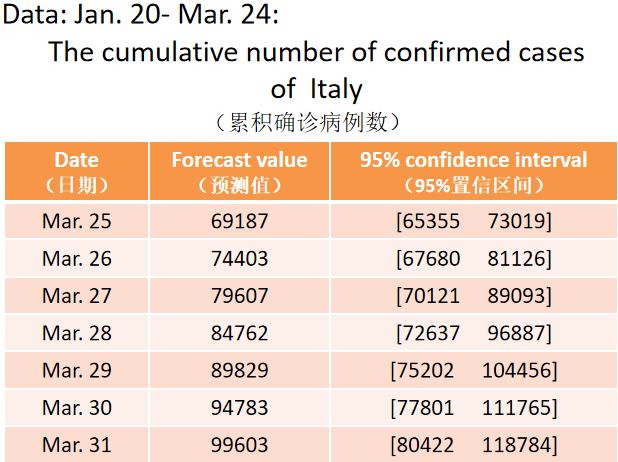 Data: Jan. 20- Mar. 24:
The cumulative number of confirmed cases
of Italy
（累积确诊病例数）
Date Forecast value 95% confidence interval
（日期） （预测值） （95%置信区间）
Mar. 25 69187 [65355 73019]
Mar. 26 74403 [67680 81126]
Mar. 27 79607 [70121 89093]
Mar. 28 84762 [72637 96887]
Mar. 29 89829 [75202 104456]
Mar. 30 94783 [77801 111765]
Mar. 31 99603 [80422 118784]